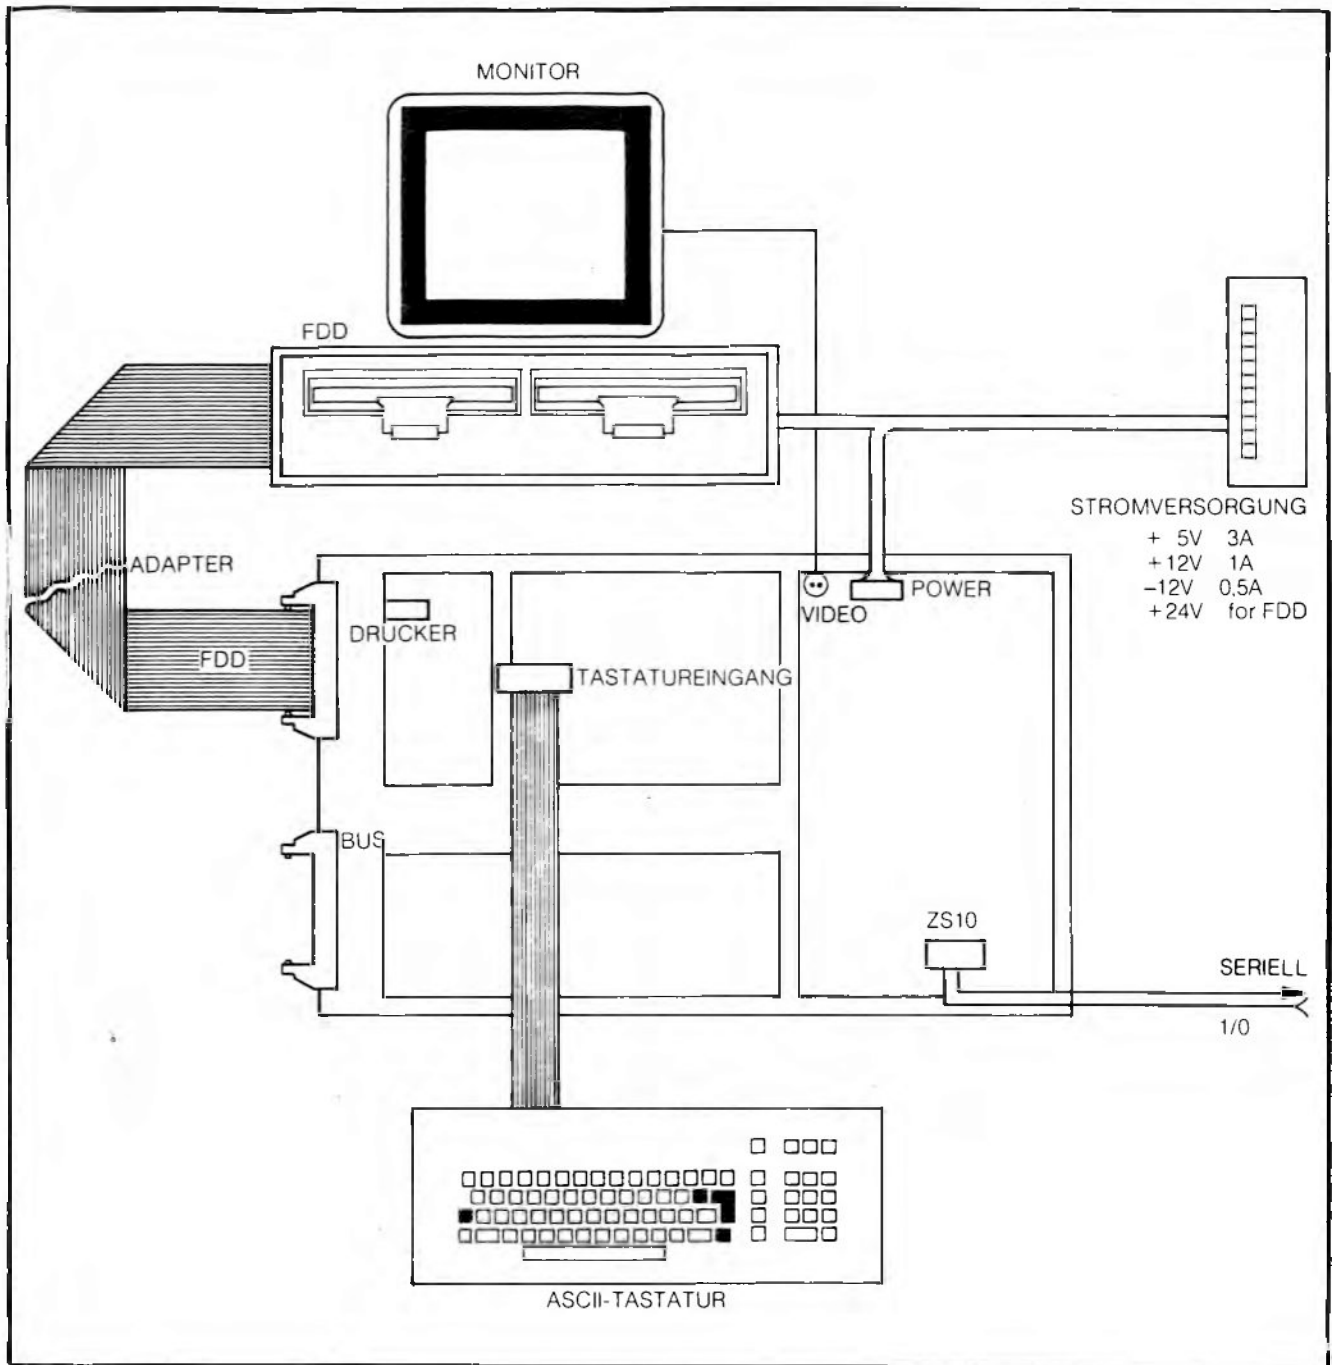 MONITOR
FDD
STROMVERSORGUNG
+ 5V 3A
+12V 1A
-12V 0,5A
+24V for FDD
ADAPTER
DRUCKER
VIDEO
POWER
FDD
TASTATUREINGANG
BUS
ZS10
SERIELL
1/0
ASCII-TASTATUR